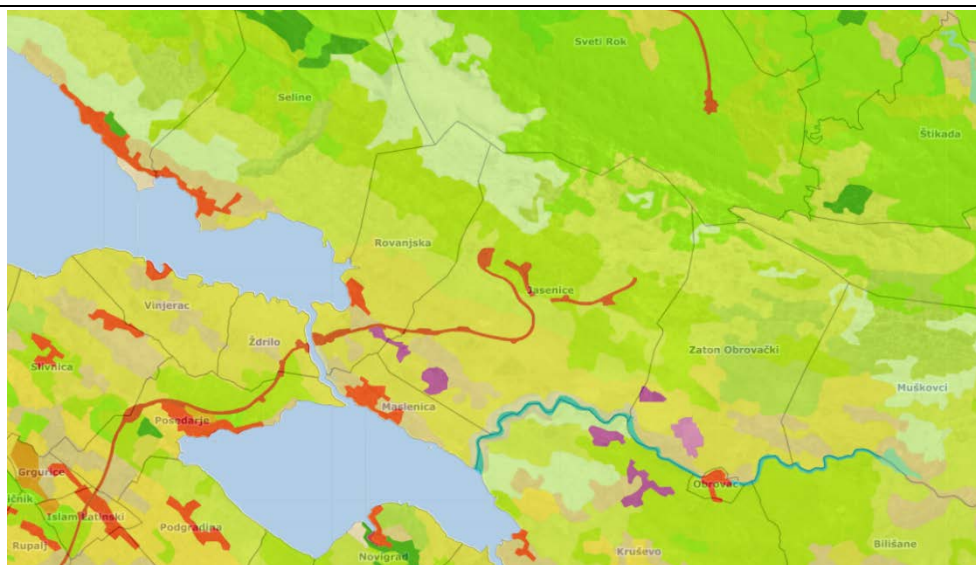 Sveti Rok
Seline
Štikada
Rovanjska
Jasenice
Vinjerac
Ždrilo
Zaton Obrovački
Slivnica
Muškovci
Maslenica
Posedarje
Grgurice
Obrovac
ičnik
Islam Latinski
Podgradina
Rupalj
Novigrad
Kruševo
Bilišane